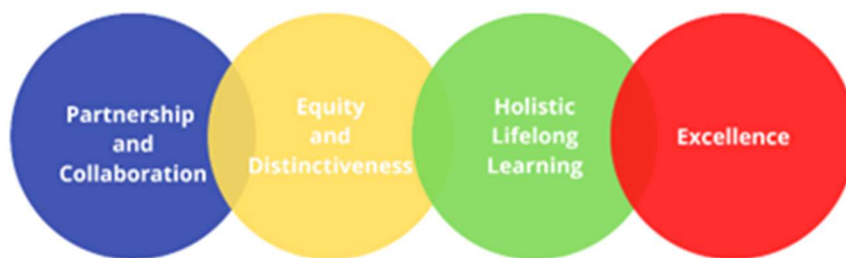 Partnership
and
Collaboration
Equity
and
Distinctiveness
Holistic
Lifelong
Learning
Excellence